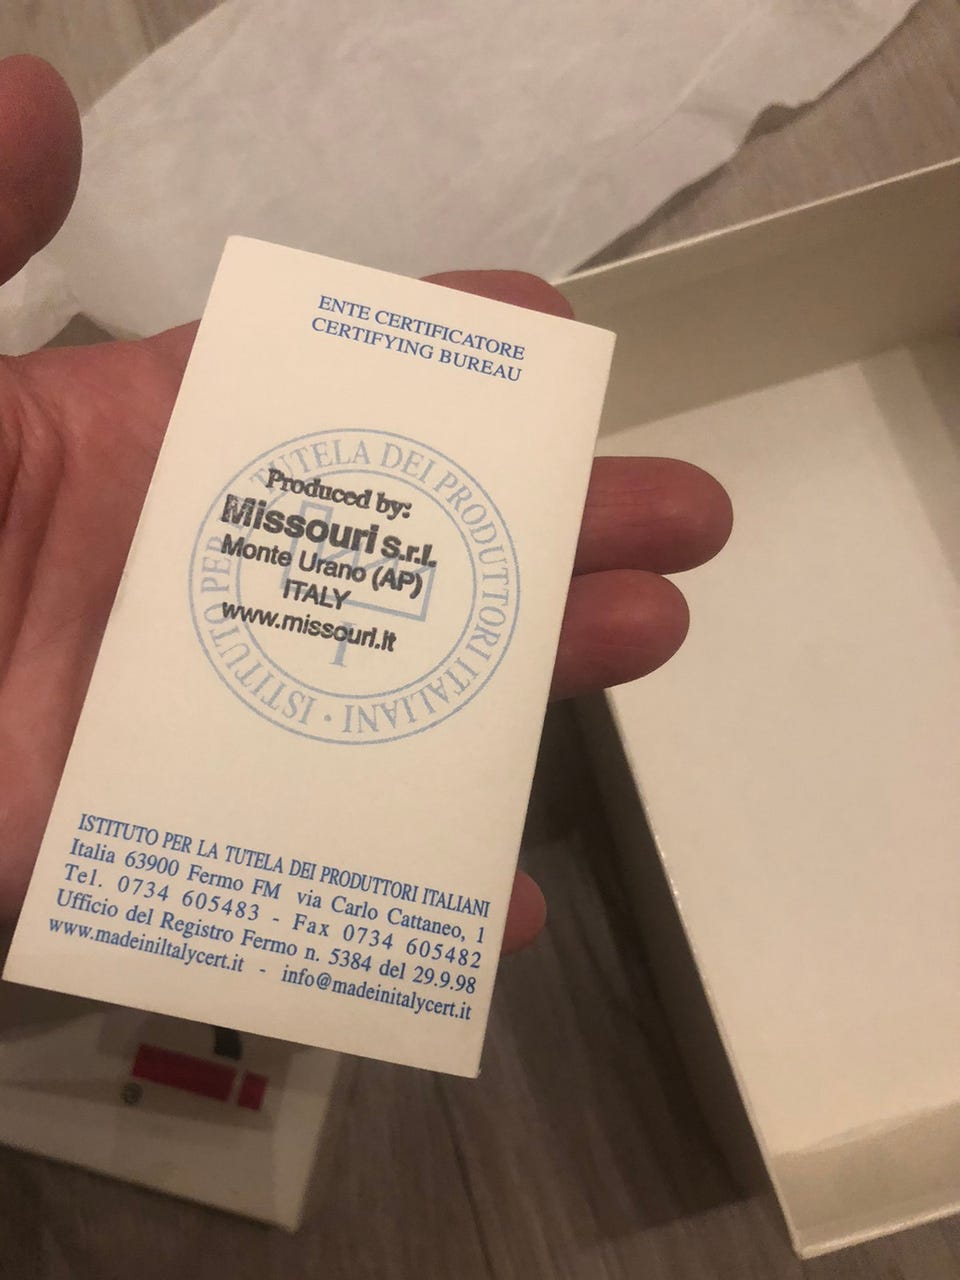 ENTE CERTIFICATORE
CERTIFYING BUREAU
ISTITUTO PER LA TUTELA DEI PRODUTTORI ITALIANI
Produced by:
Missouri s.r.l.
Monte Urano (AP)
ITALY
www.missouri.it
I
ISTITUTO PER LA TUTELA DEI PRODUTTORI ITALIANI
Italia 63900 Fermo FM via Carlo Cattaneo, 1
Tel. 0734 605483 - Fax 0734 605482
Ufficio del Registro Fermo n. 5384 del 29.9.98
www.madeiniltalycert.it - info@madeinitalycert.it